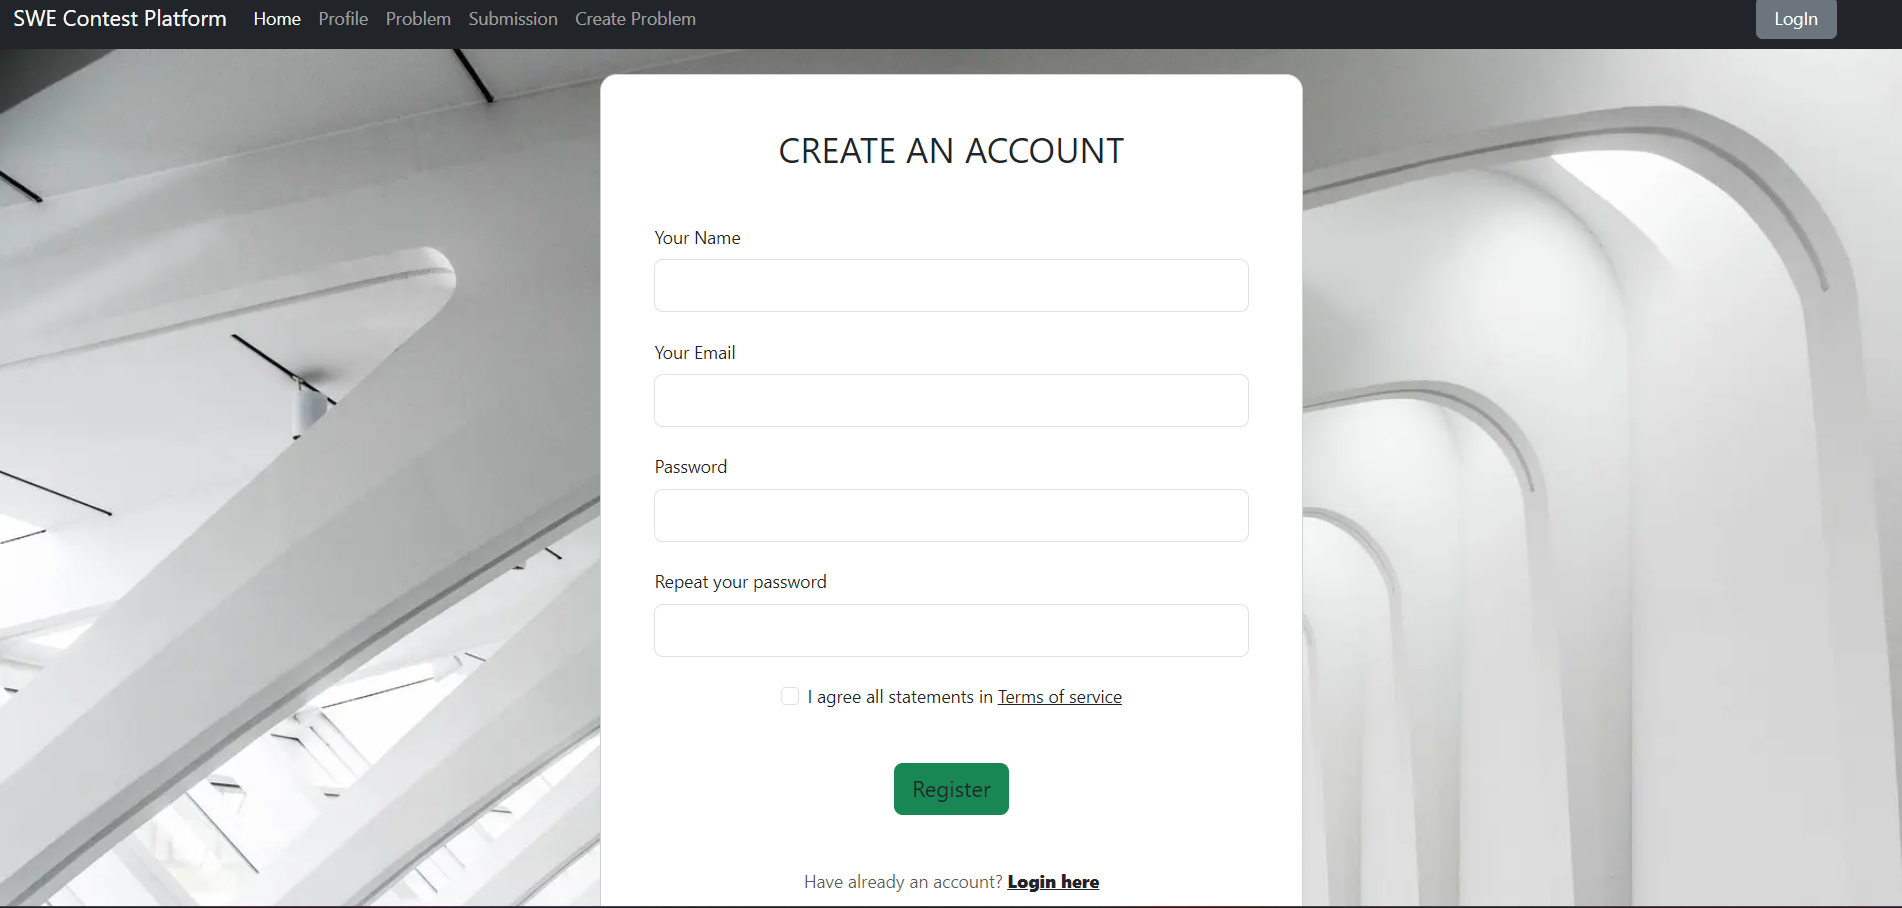 SWE Contest Platform Home Profile Problem Submission Create Problem LogIn
CREATE AN ACCOUNT
Your Name
Your Email
Password
Repeat your password
I agree all statements in Terms of service
Register
Have already an account? Login here